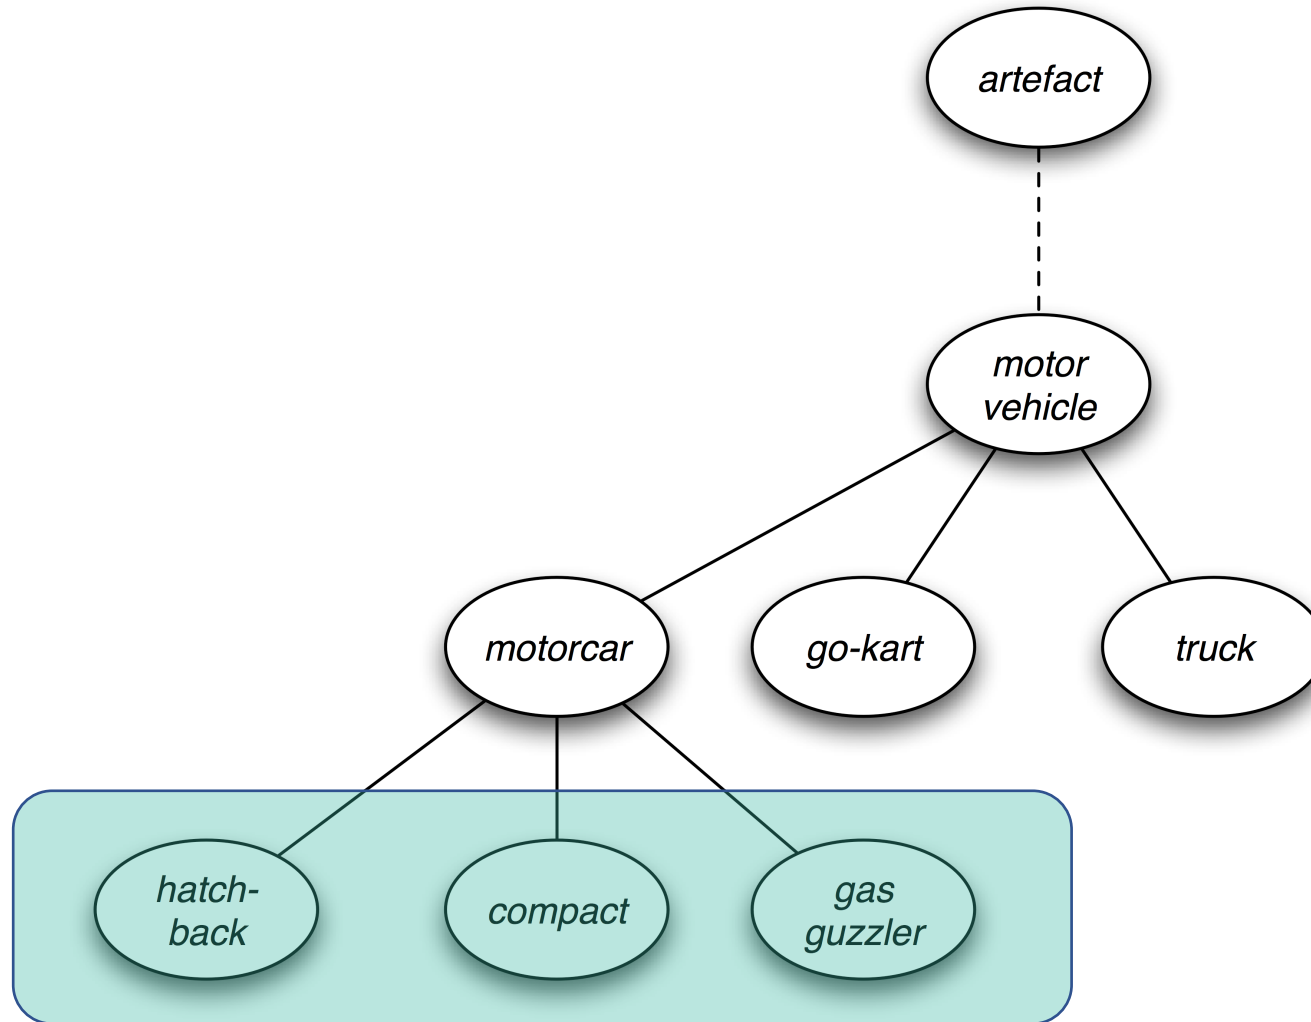 artefact
motor
vehicle
motorcar
go-kart
truck
hatch-
back
compact
gas
guzzler